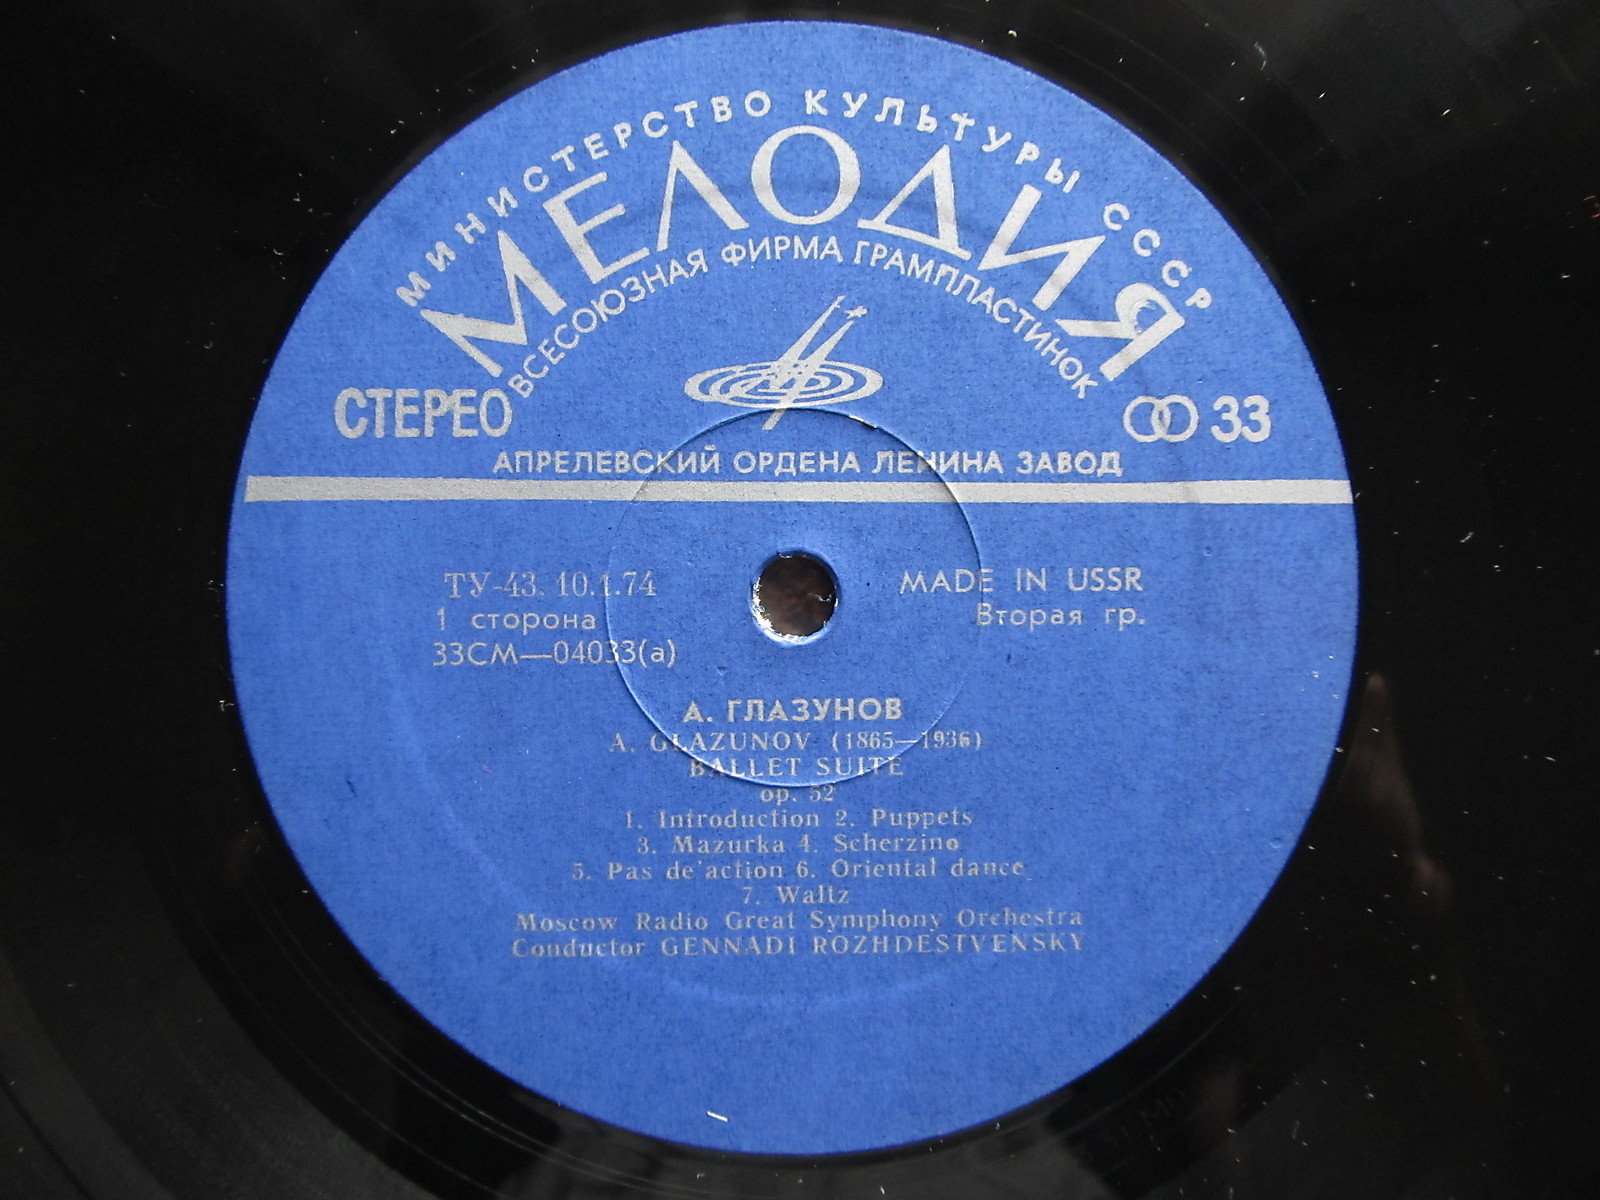 МИНИСТЕРСТВО КУЛЬТУРЫ СССР
МЕЛОДИЯ
ВСЕСОЮЗНАЯ ФИРМА ГРАМПЛАСТИНОК
СТЕРЕО
33
АПРЕЛЕВСКИЙ ОРДЕНА ЛЕНИНА ЗАВОД
ТУ-43. 10.1.74
1 сторона
33СМ—04033(а)
MADE IN USSR
Вторая гр.
А. ГЛАЗУНОВ
A. GLAZUNOV (1865—1936)
BALLET SUITE
op. 52
1. Introduction 2. Puppets
3. Mazurka 4. Scherzino
5. Pas de'action 6. Oriental dance
7. Waltz
Moscow Radio Great Symphony Orchestra
Conductor GENNADI ROZHDESTVENSKY